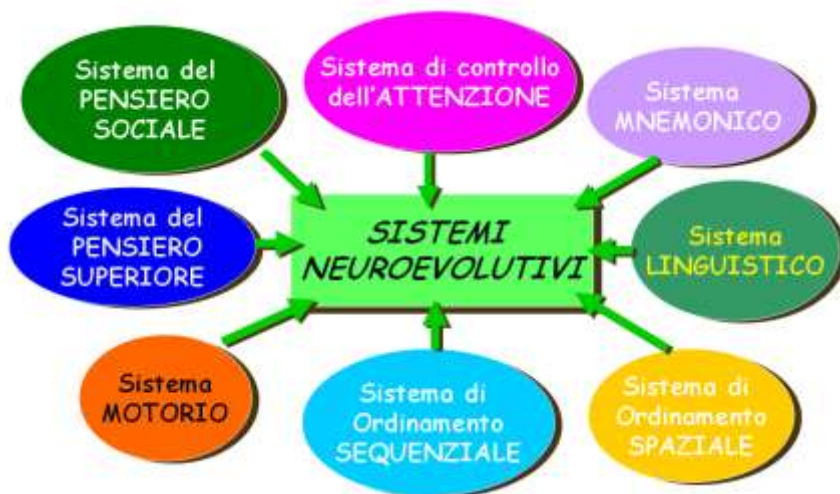 Sistema del
PENSIERO
SOCIALE
Sistema di controllo
dell'ATTENZIONE
Sistema
MNEMONICO
Sistema del
PENSIERO
SUPERIORE
SISTEMI
NEUROEVOLUTIVI
Sistema
LINGUISTICO
Sistema
MOTORIO
Sistema di
Ordinamento
SEQUENZIALE
Sistema di
Ordinamento
SPAZIALE